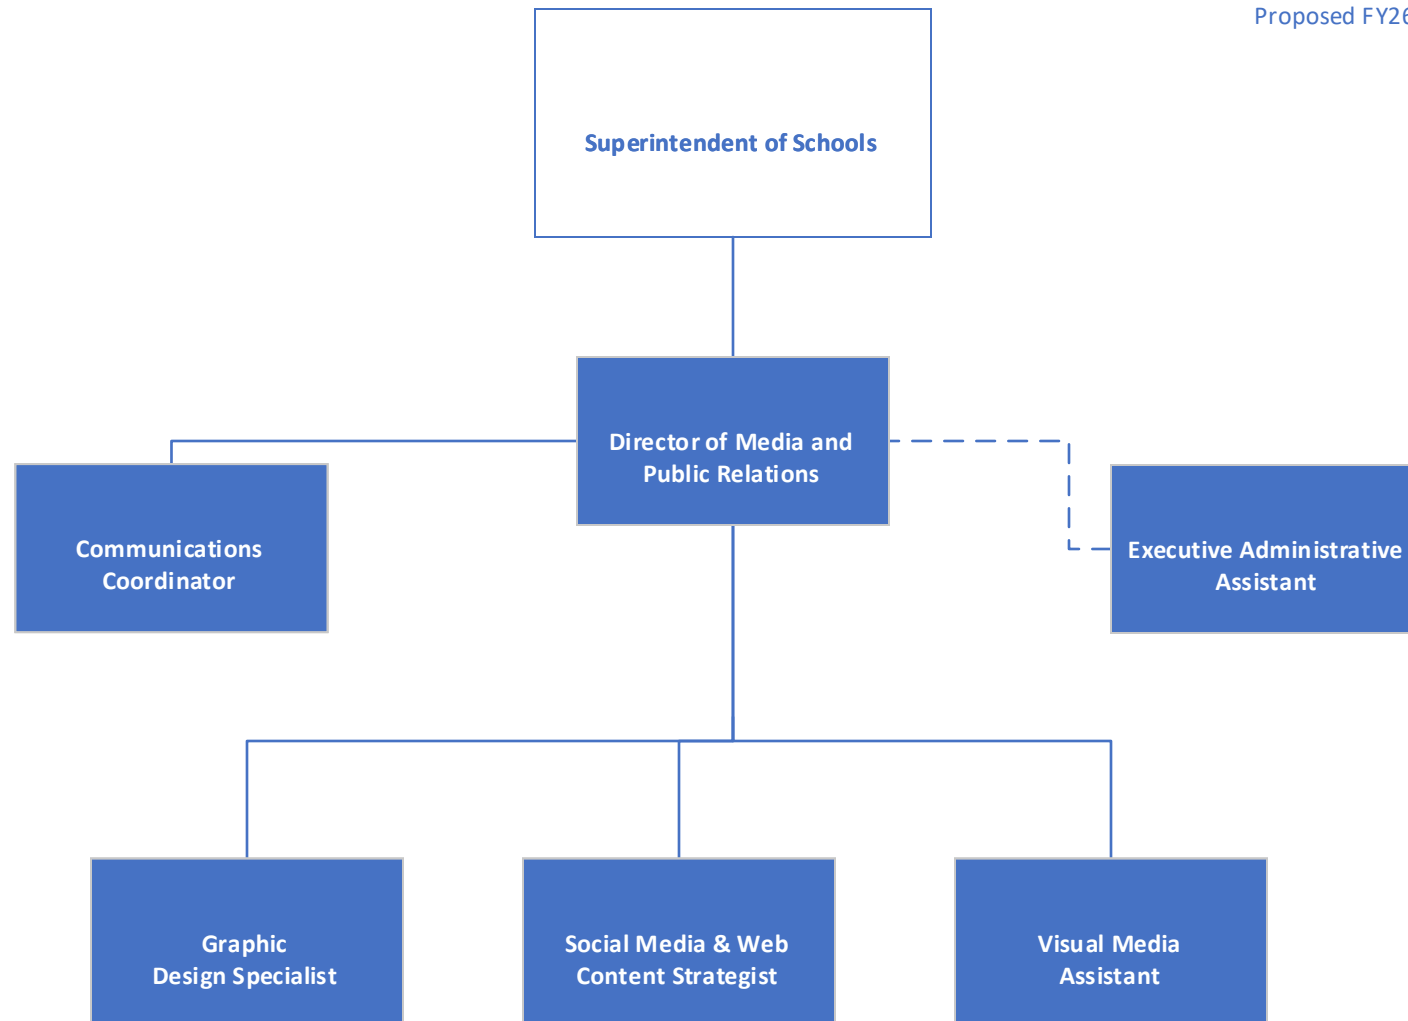 Proposed FY26
Superintendent of Schools
Director of Media and
Public Relations
Communications
Coordinator
Executive Administrative
Assistant
Graphic
Design Specialist
Social Media & Web
Content Strategist
Visual Media
Assistant